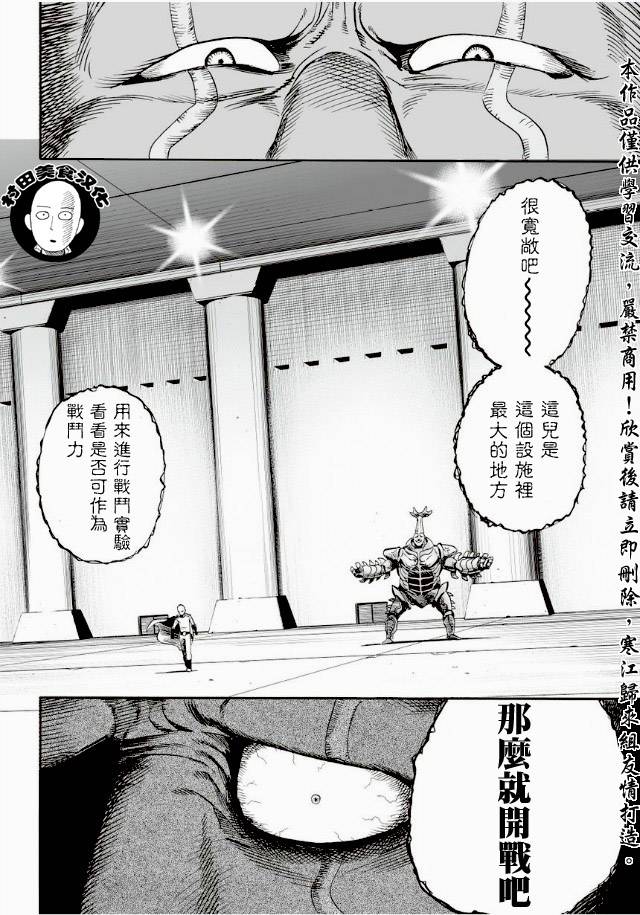 本作品僅供學習交流，嚴禁商用！欣賞後請立即刪除，寒江歸來組友情打造。
村田美食汉化
很寬敞吧
這兒是
這個設施裡
最大的地方
用來進行戰鬥實驗
看看是否可作為
戰鬥力
那麼就開戰吧